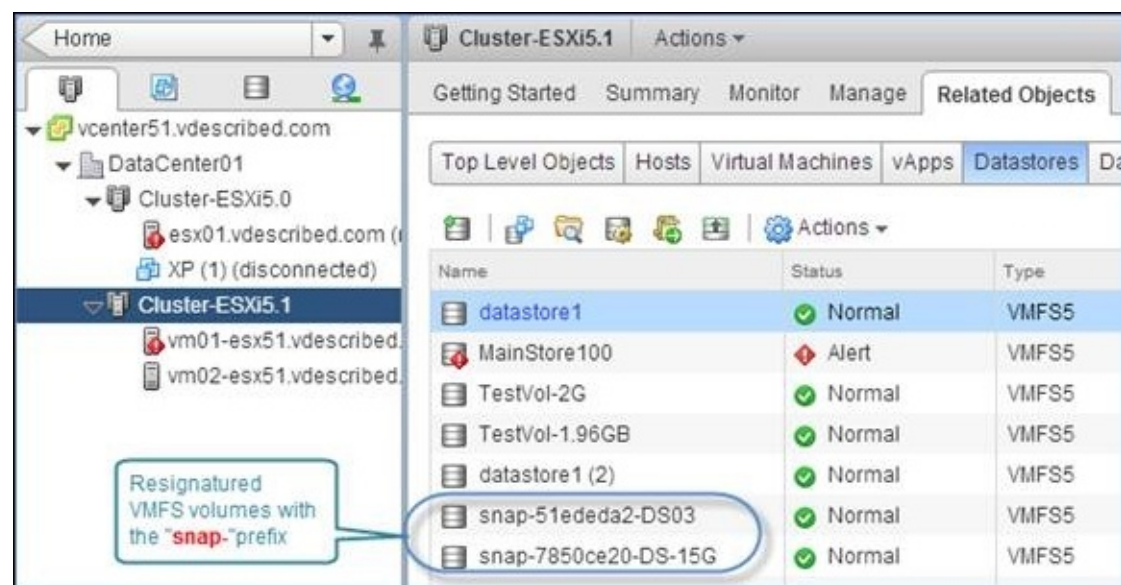 Home
Cluster-ESXi5.1 Actions
Getting Started Summary Monitor Manage Related Objects
vcenter51.vdescribed.com
DataCenter01
Cluster-ESXi5.0
esx01.vdescribed.com (
XP (1) (disconnected)
Cluster-ESXi5.1
vm01-esx51.vdescribed.
vm02-esx51.vdescribed.
Top Level Objects Hosts Virtual Machines vApps Datastores Da
Actions
Name Status Type
datastore1 Normal VMFS5
MainStore100 Alert VMFS5
TestVol-2G Normal VMFS5
TestVol-1.96GB Normal VMFS5
datastore1 (2) Normal VMFS5
snap-51ededa2-DS03 Normal VMFS5
snap-7850ce20-DS-15G Normal VMFS5
Resignatured
VMFS volumes with
the "snap-"prefix